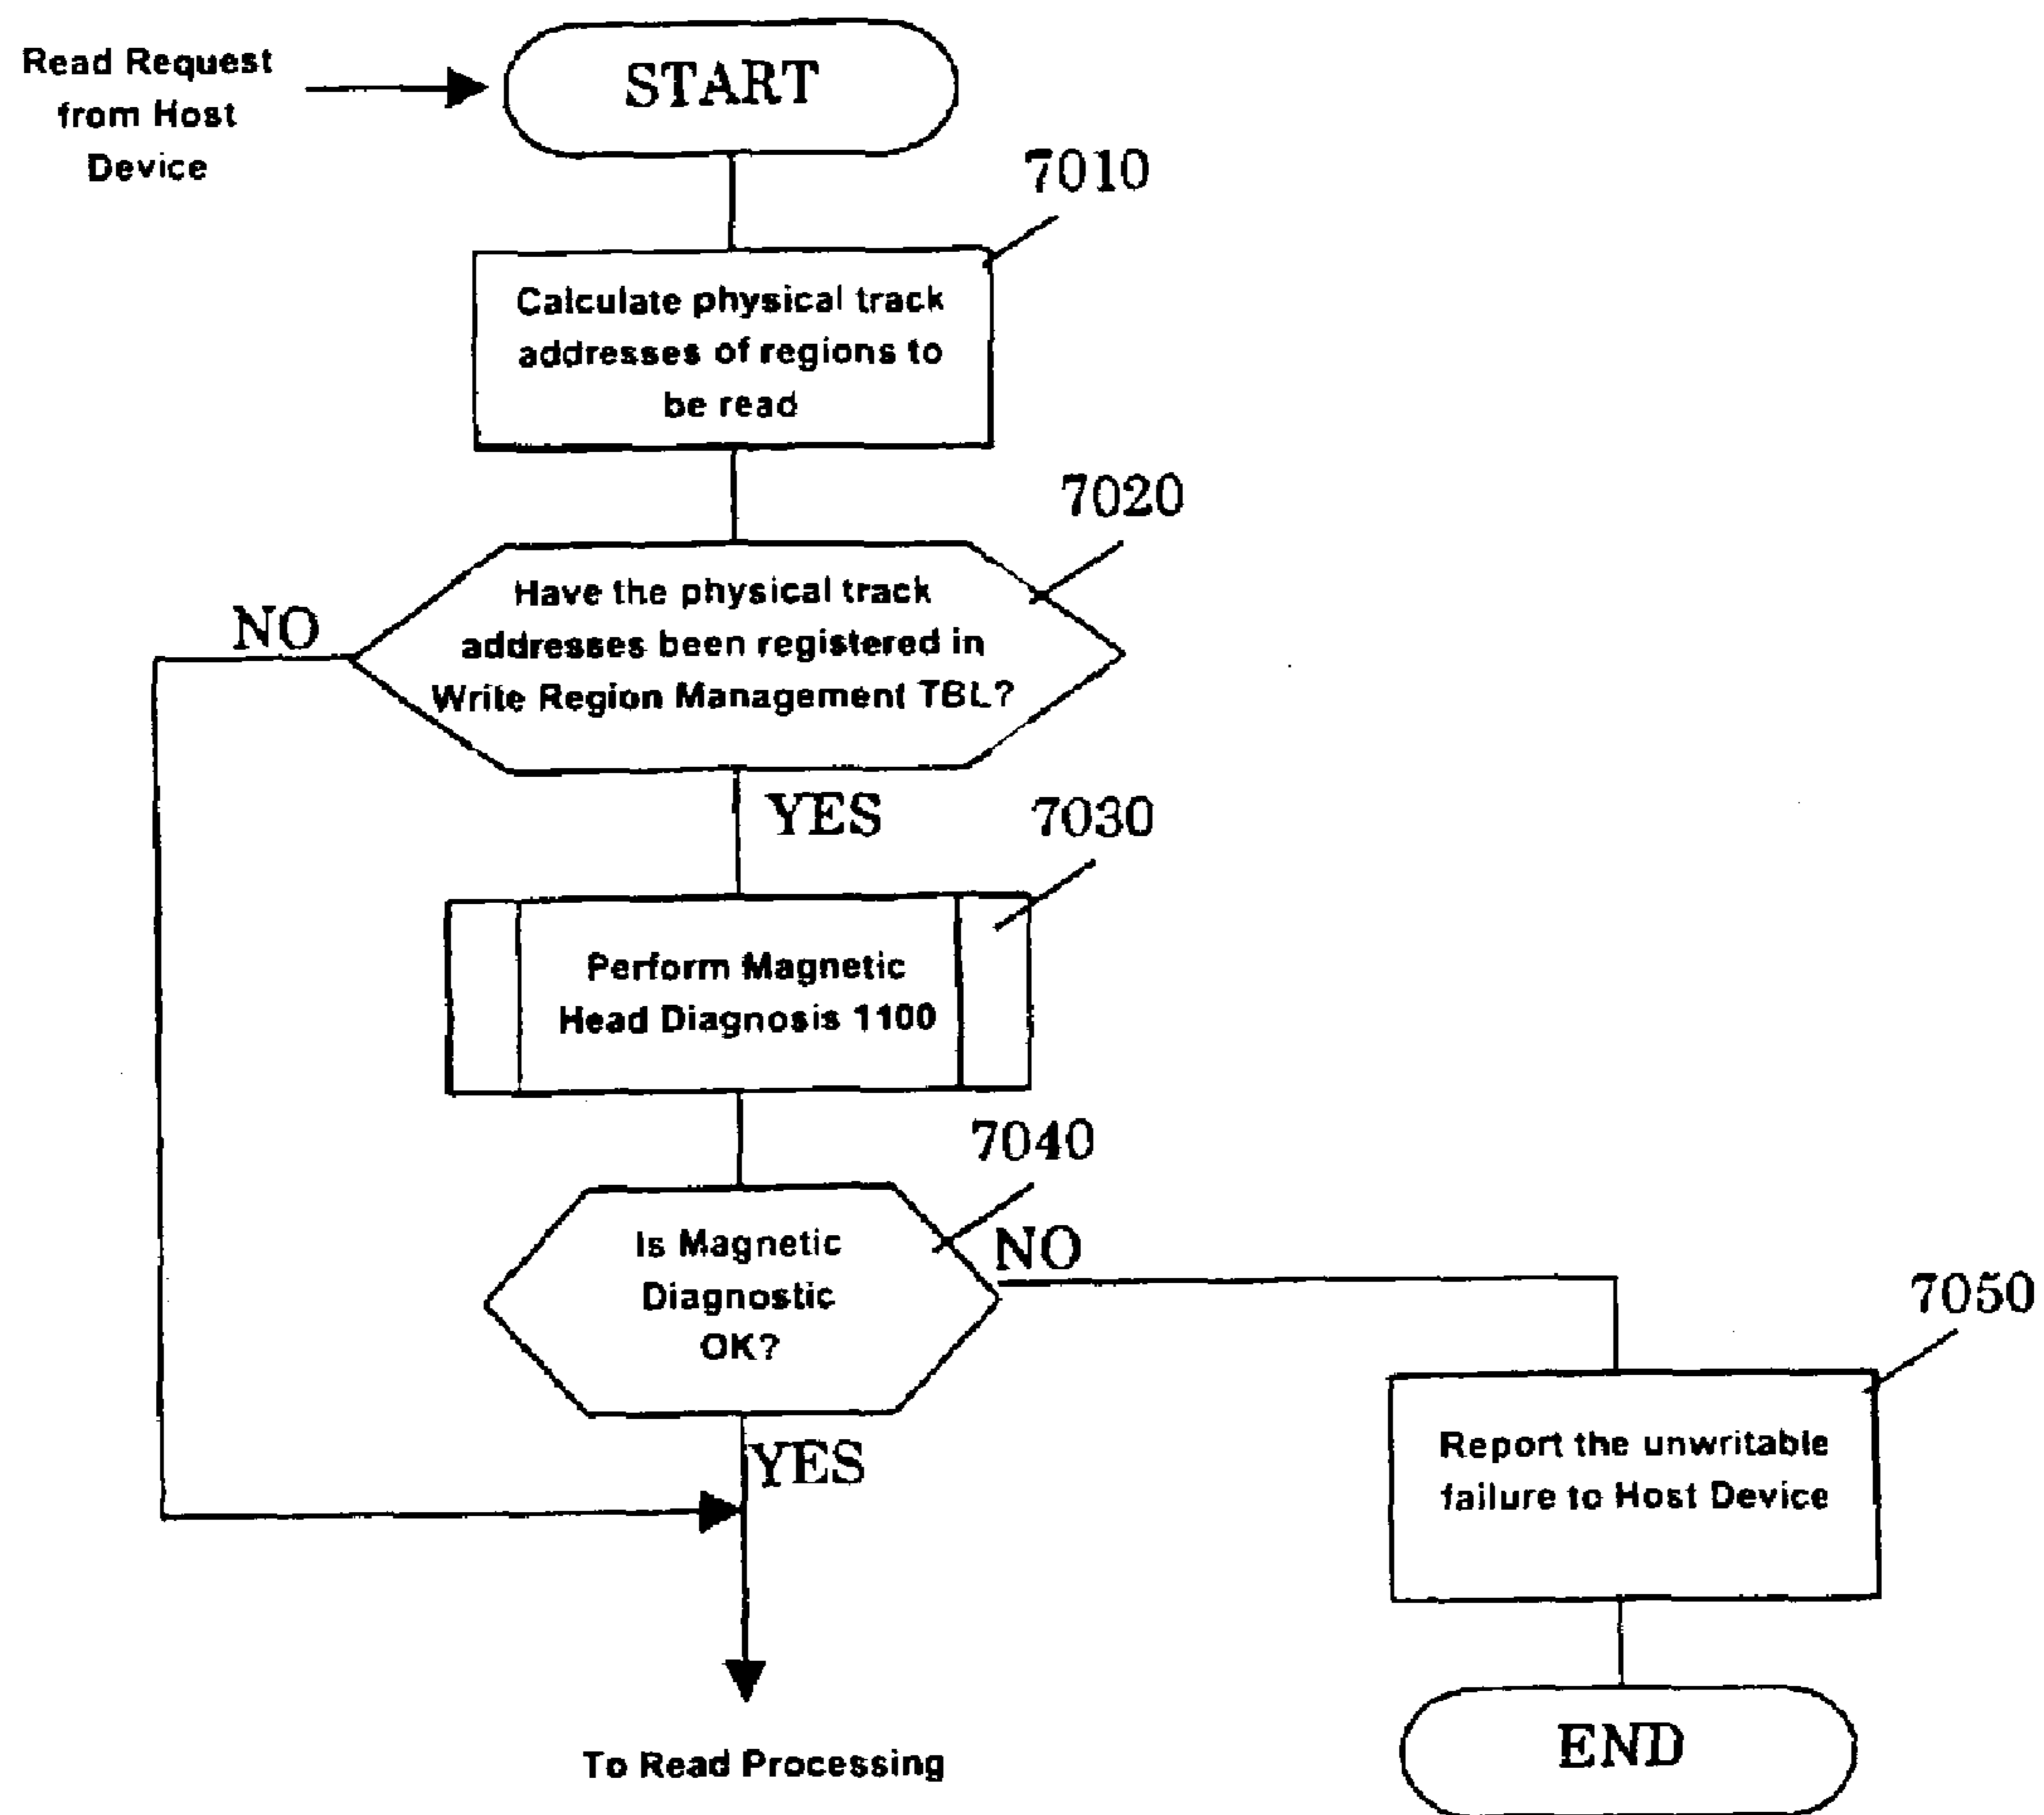 Read Request
from Host
Device
START
7010
Calculate physical track
addresses of regions to
be read
7020
Have the physical track
addresses been registered in
Write Region Management TBL?
NO
YES
7030
Perform Magnetic
Head Diagnosis 1100
7040
Is Magnetic
Diagnostic
OK?
NO
YES
7050
Report the unwritable
failure to Host Device
To Read Processing
END